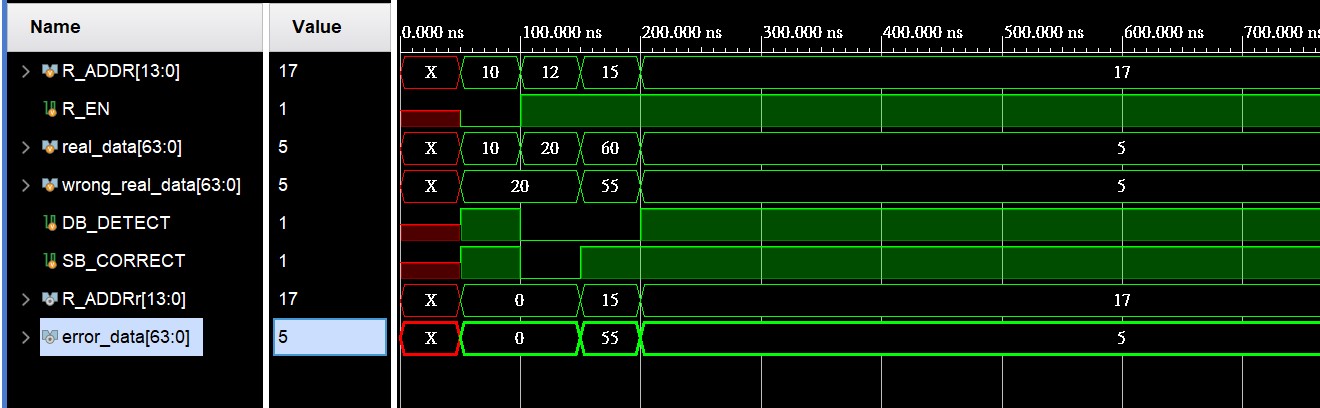 Name Value
0.000 ns 100.000 ns 200.000 ns 300.000 ns 400.000 ns 500.000 ns 600.000 ns 700.000 ns
R_ADDR[13:0] 17 X 10 12 15 17
R_EN 1
real_data[63:0] 5 X 10 20 60 5
wrong_real_data[63:0] 5 X 20 55 5
DB_DETECT 1
SB_CORRECT 1
R_ADDRr[13:0] 17 X 0 15 17
error_data[63:0] 5 X 0 55 5